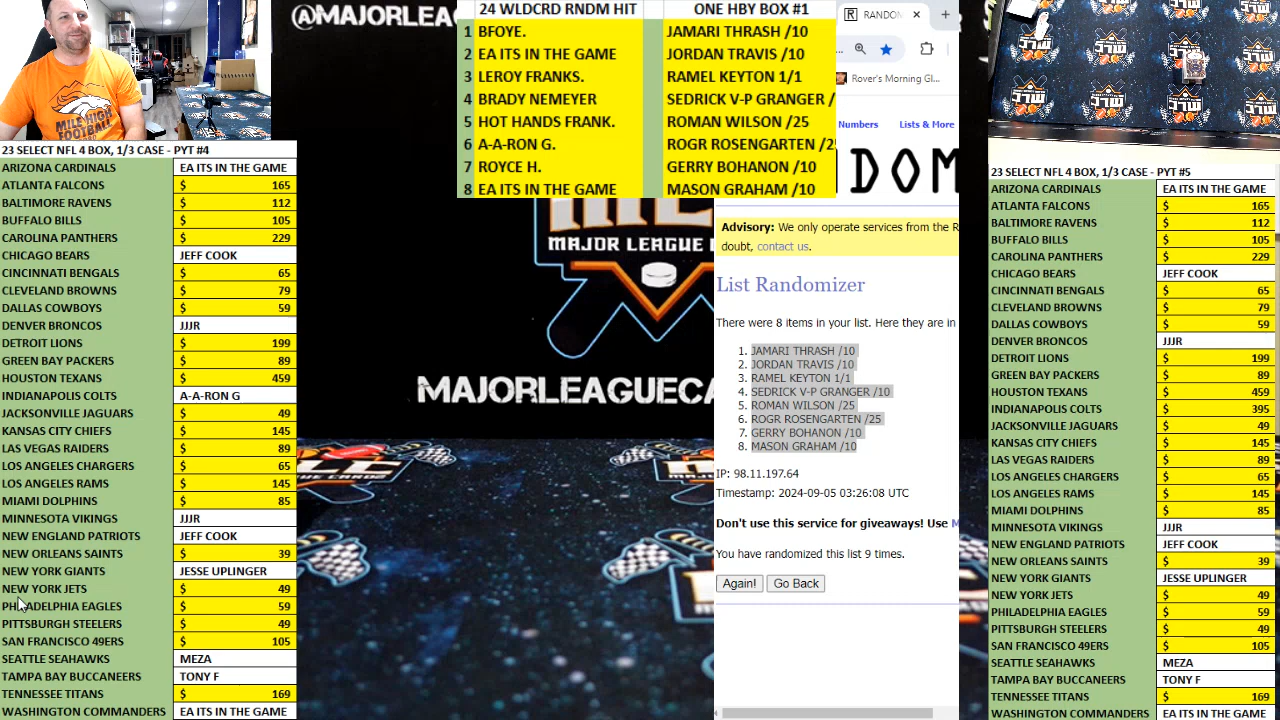 @MAJORLEAG
MILE HIGH
FOOTBALL
24 WLDCRD RNDM HIT ONE HBY BOX #1
1 BFOYE. JAMARI THRASH /10
2 EA ITS IN THE GAME JORDAN TRAVIS /10
3 LEROY FRANKS. RAMEL KEYTON 1/1
4 BRADY NEMEYER SEDRICK V-P GRANGER /
5 HOT HANDS FRANK. ROMAN WILSON /25
6 A-A-RON G. ROGR ROSENGARTEN /2
7 ROYCE H. GERRY BOHANON /10
8 EA ITS IN THE GAME MASON GRAHAM /10
23 SELECT NFL 4 BOX, 1/3 CASE - PYT #4
ARIZONA CARDINALS EA ITS IN THE GAME
ATLANTA FALCONS $ 165
BALTIMORE RAVENS $ 112
BUFFALO BILLS $ 105
CAROLINA PANTHERS $ 229
CHICAGO BEARS JEFF COOK
CINCINNATI BENGALS $ 65
CLEVELAND BROWNS $ 79
DALLAS COWBOYS $ 59
DENVER BRONCOS JJJR
DETROIT LIONS $ 199
GREEN BAY PACKERS $ 89
HOUSTON TEXANS $ 459
INDIANAPOLIS COLTS A-A-RON G
JACKSONVILLE JAGUARS $ 49
KANSAS CITY CHIEFS $ 145
LAS VEGAS RAIDERS $ 89
LOS ANGELES CHARGERS $ 65
LOS ANGELES RAMS $ 145
MIAMI DOLPHINS $ 85
MINNESOTA VIKINGS JJJR
NEW ENGLAND PATRIOTS JEFF COOK
NEW ORLEANS SAINTS $ 39
NEW YORK GIANTS JESSE UPLINGER
NEW YORK JETS $ 49
PHILADELPHIA EAGLES $ 59
PITTSBURGH STEELERS $ 49
SAN FRANCISCO 49ERS $ 105
SEATTLE SEAHAWKS MEZA
TAMPA BAY BUCCANEERS TONY F
TENNESSEE TITANS $ 169
WASHINGTON COMMANDERS EA ITS IN THE GAME
MAJOR LEAGUE
MAJORLEAGUECA
RANDO
Rover's Morning Gl...
Numbers Lists & More
DOM
Advisory: We only operate services from the R
doubt, contact us.
List Randomizer
There were 8 items in your list. Here they are in
1. JAMARI THRASH /10
2. JORDAN TRAVIS /10
3. RAMEL KEYTON 1/1
4. SEDRICK V-P GRANGER /10
5. ROMAN WILSON /25
6. ROGR ROSENGARTEN /25
7. GERRY BOHANON /10
8. MASON GRAHAM /10
IP: 98.11.197.64
Timestamp: 2024-09-05 03:26:08 UTC
Don't use this service for giveaways! Use
You have randomized this list 9 times.
Again! Go Back
23 SELECT NFL 4 BOX, 1/3 CASE - PYT #5
ARIZONA CARDINALS EA ITS IN THE GAME
ATLANTA FALCONS $ 165
BALTIMORE RAVENS $ 112
BUFFALO BILLS $ 105
CAROLINA PANTHERS $ 229
CHICAGO BEARS JEFF COOK
CINCINNATI BENGALS $ 65
CLEVELAND BROWNS $ 79
DALLAS COWBOYS $ 59
DENVER BRONCOS JJJR
DETROIT LIONS $ 199
GREEN BAY PACKERS $ 89
HOUSTON TEXANS $ 459
INDIANAPOLIS COLTS $ 395
JACKSONVILLE JAGUARS $ 49
KANSAS CITY CHIEFS $ 145
LAS VEGAS RAIDERS $ 89
LOS ANGELES CHARGERS $ 65
LOS ANGELES RAMS $ 145
MIAMI DOLPHINS $ 85
MINNESOTA VIKINGS JJJR
NEW ENGLAND PATRIOTS JEFF COOK
NEW ORLEANS SAINTS $ 39
NEW YORK GIANTS JESSE UPLINGER
NEW YORK JETS $ 49
PHILADELPHIA EAGLES $ 59
PITTSBURGH STEELERS $ 49
SAN FRANCISCO 49ERS $ 105
SEATTLE SEAHAWKS MEZA
TAMPA BAY BUCCANEERS TONY F
TENNESSEE TITANS $ 169
WASHINGTON COMMANDERS EA ITS IN THE GAME